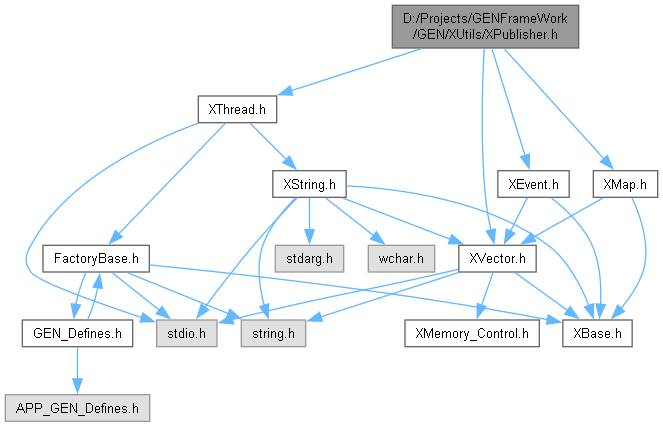 D:/Projects/GENFrameWork
/GEN/XUtils/XPublisher.h
XThread.h
XString.h
XEvent.h
XMap.h
FactoryBase.h
stdarg.h
wchar.h
XVector.h
GEN_Defines.h
stdio.h
string.h
XMemory_Control.h
XBase.h
APP_GEN_Defines.h